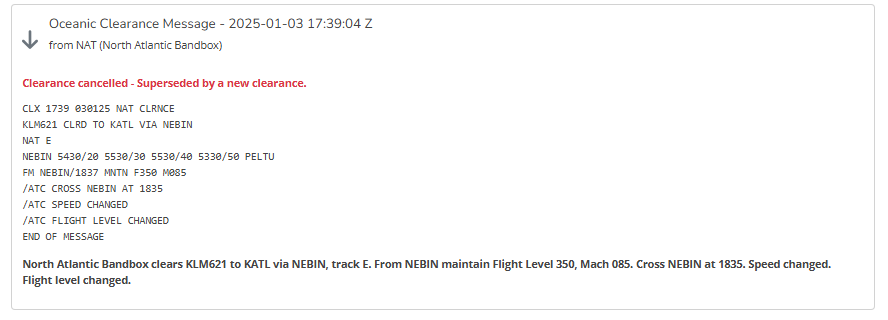 Oceanic Clearance Message - 2025-01-03 17:39:04 Z
from NAT (North Atlantic Bandbox)
Clearance cancelled - Superseded by a new clearance.
CLX 1739 030125 NAT CLRNCE
KLM621 CLRD TO KATL VIA NEBIN
NAT E
NEBIN 5430/20 5530/30 5530/40 5330/50 PELTU
FM NEBIN/1837 MNTN F350 M085
/ATC CROSS NEBIN AT 1835
/ATC SPEED CHANGED
/ATC FLIGHT LEVEL CHANGED
END OF MESSAGE
North Atlantic Bandbox clears KLM621 to KATL via NEBIN, track E. From NEBIN maintain Flight Level 350, Mach 085. Cross NEBIN at 1835. Speed changed.
Flight level changed.